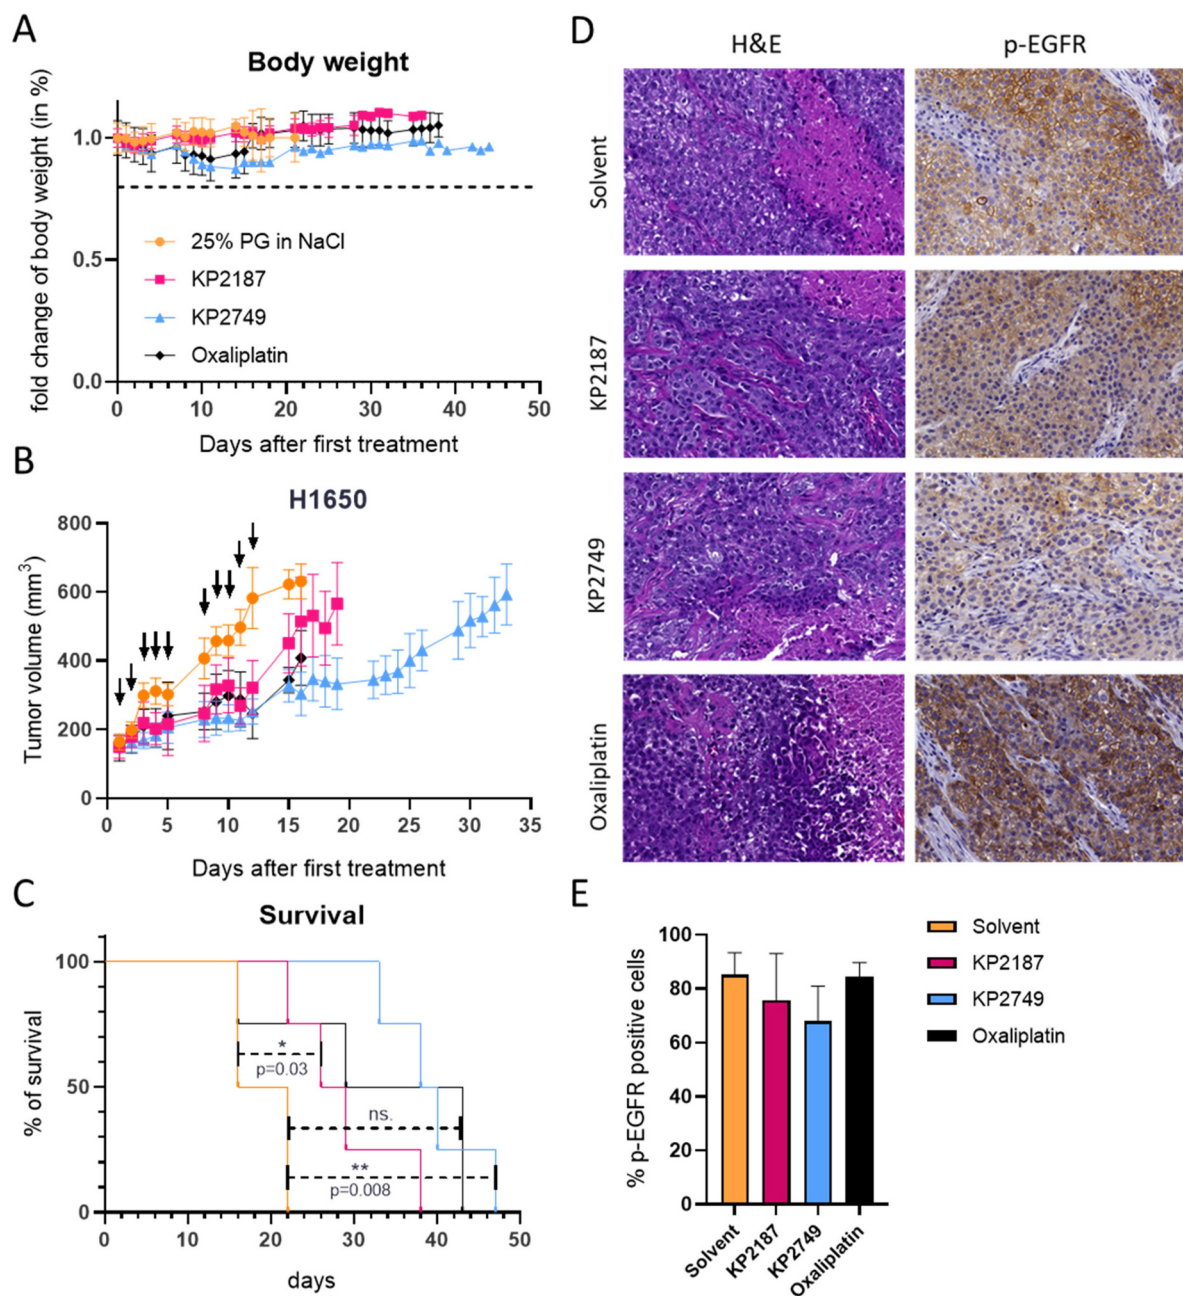 A
Body weight
fold change of body weight (in %)
1.0
0.5
0.0
25% PG in NaCl
KP2187
KP2749
Oxaliplatin
0 10 20 30 40 50
Days after first treatment
B
H1650
Tumor volume (mm³)
800
600
400
200
0
0 5 10 15 20 25 30 35
Days after first treatment
C
Survival
% of survival
100
50
0
*
p=0.03
ns.
**
p=0.008
0 10 20 30 40 50
days
D
H&E p-EGFR
Solvent
KP2187
KP2749
Oxaliplatin
E
% p-EGFR positive cells
100
80
60
40
20
0
Solvent
KP2187
KP2749
Oxaliplatin
Solvent
KP2187
KP2749
Oxaliplatin